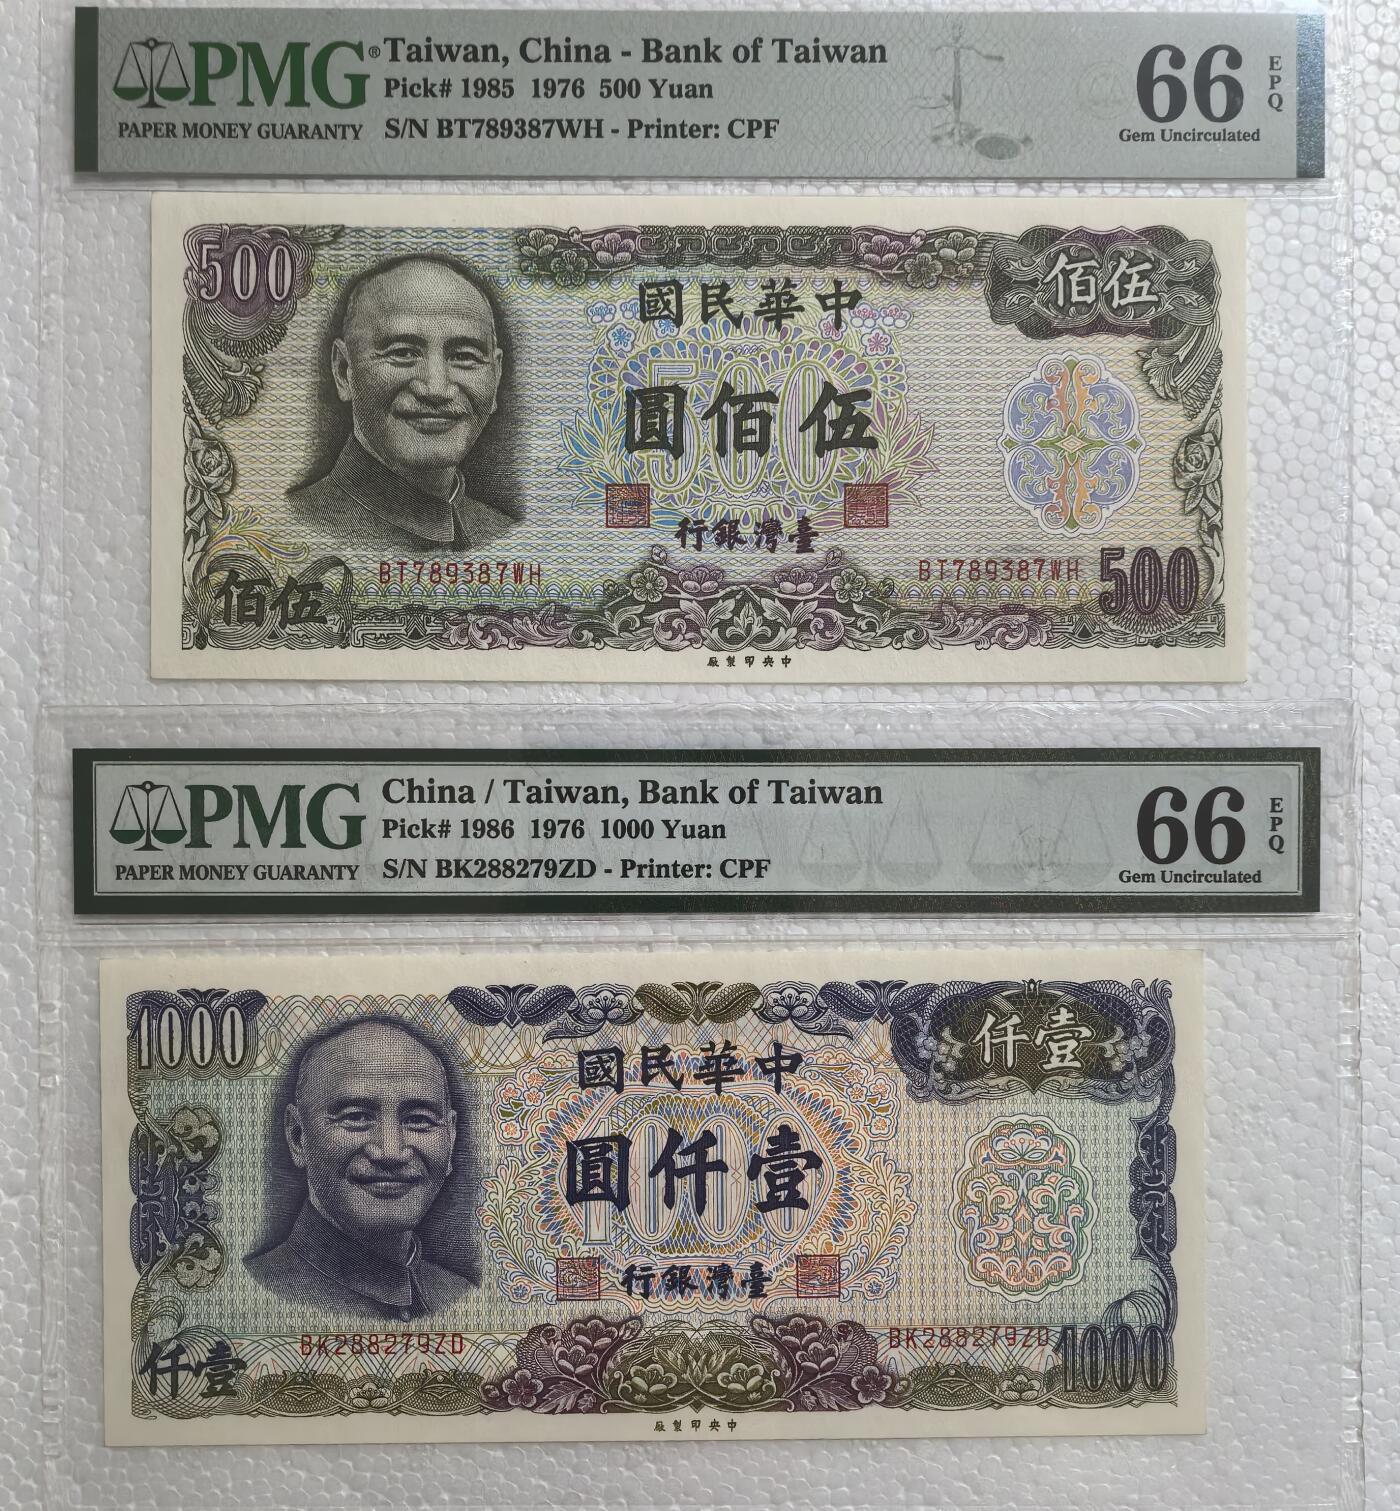 PMG® Taiwan, China - Bank of Taiwan
Pick# 1985 1976 500 Yuan
PAPER MONEY GUARANTY S/N BT789387WH - Printer: CPF
66 EPQ
Gem Uncirculated
500
佰伍
國民華中
500
圓佰伍
行銀灣臺
BT789387WH
BT789387WH
佰伍
500
廠製印央中
PMG China / Taiwan, Bank of Taiwan
Pick# 1986 1976 1000 Yuan
PAPER MONEY GUARANTY S/N BK288279ZD - Printer: CPF
66 EPQ
Gem Uncirculated
1000
仟壹
國民華中
1000
圓仟壹
行銀灣臺
BK288279ZD
BK288279ZD
仟壹
1000
廠製印央中